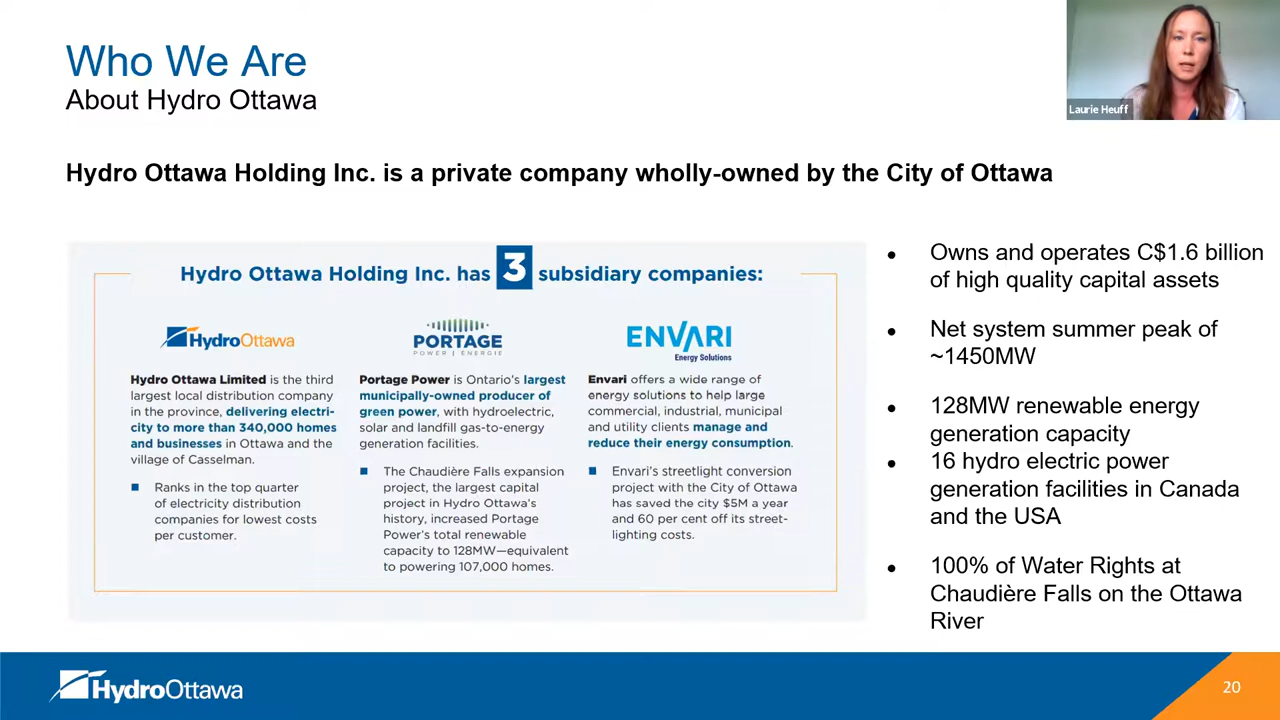 Who We Are
About Hydro Ottawa
Laurie Heuff
Hydro Ottawa Holding Inc. is a private company wholly-owned by the City of Ottawa
Hydro Ottawa Holding Inc. has 3 subsidiary companies:
HydroOttawa
Hydro Ottawa Limited is the third
largest local distribution company
in the province, delivering electri-
city to more than 340,000 homes
and businesses in Ottawa and the
village of Casselman.
Ranks in the top quarter
of electricity distribution
companies for lowest costs
per customer.
PORTAGE
POWER | ENERGIE
Portage Power is Ontario's largest
municipally-owned producer of
green power, with hydroelectric,
solar and landfill gas-to-energy
generation facilities.
The Chaudière Falls expansion
project, the largest capital
project in Hydro Ottawa's
history, increased Portage
Power's total renewable
capacity to 128MW—equivalent
to powering 107,000 homes.
ENVARI
Energy Solutions
Envari offers a wide range of
energy solutions to help large
commercial, industrial, municipal
and utility clients manage and
reduce their energy consumption.
Envari's streetlight conversion
project with the City of Ottawa
has saved the city $5M a year
and 60 per cent off its street-
lighting costs.
Owns and operates C$1.6 billion
of high quality capital assets
Net system summer peak of
~1450MW
128MW renewable energy
generation capacity
16 hydro electric power
generation facilities in Canada
and the USA
100% of Water Rights at
Chaudière Falls on the Ottawa
River
HydroOttawa
20